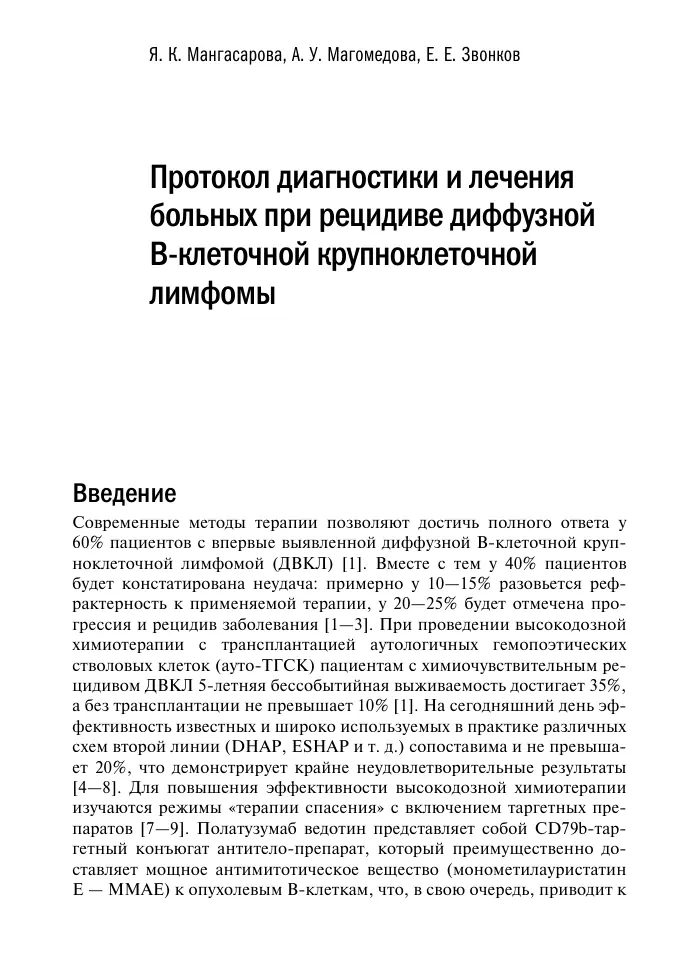 Я. К. Мангасарова, А. У. Магомедова, Е. Е. Звонков
Протокол диагностики и лечения
больных при рецидиве диффузной
В-клеточной крупноклеточной
лимфомы
Введение
Современные методы терапии позволяют достичь полного ответа у
60% пациентов с впервые выявленной диффузной В-клеточной круп-
ноклеточной лимфомой (ДВКЛ) [1]. Вместе с тем у 40% пациентов
будет констатирована неудача: примерно у 10—15% разовьется реф-
рактерность к применяемой терапии, у 20—25% будет отмечена про-
грессия и рецидив заболевания [1—3]. При проведении высокодозной
химиотерапии с трансплантацией аутологичных гемопоэтических
стволовых клеток (ауто-ТГСК) пациентам с химиочувствительным ре-
цидивом ДВКЛ 5-летняя бессобытийная выживаемость достигает 35%,
а без трансплантации не превышает 10% [1]. На сегодняшний день эф-
фективность известных и широко используемых в практике различных
схем второй линии (DHAP, ESHAP и т. д.) сопоставима и не превыша-
ет 20%, что демонстрирует крайне неудовлетворительные результаты
[4—8]. Для повышения эффективности высокодозной химиотерапии
изучаются режимы «терапии спасения» с включением таргетных пре-
паратов [7—9]. Полатузумаб ведотин представляет собой CD79b-тар-
гетный конъюгат антитело-препарат, который преимущественно до-
ставляет мощное антимитотическое вещество (монометилауристатин
Е — ММАЕ) к опухолевым В-клеткам, что, в свою очередь, приводит к